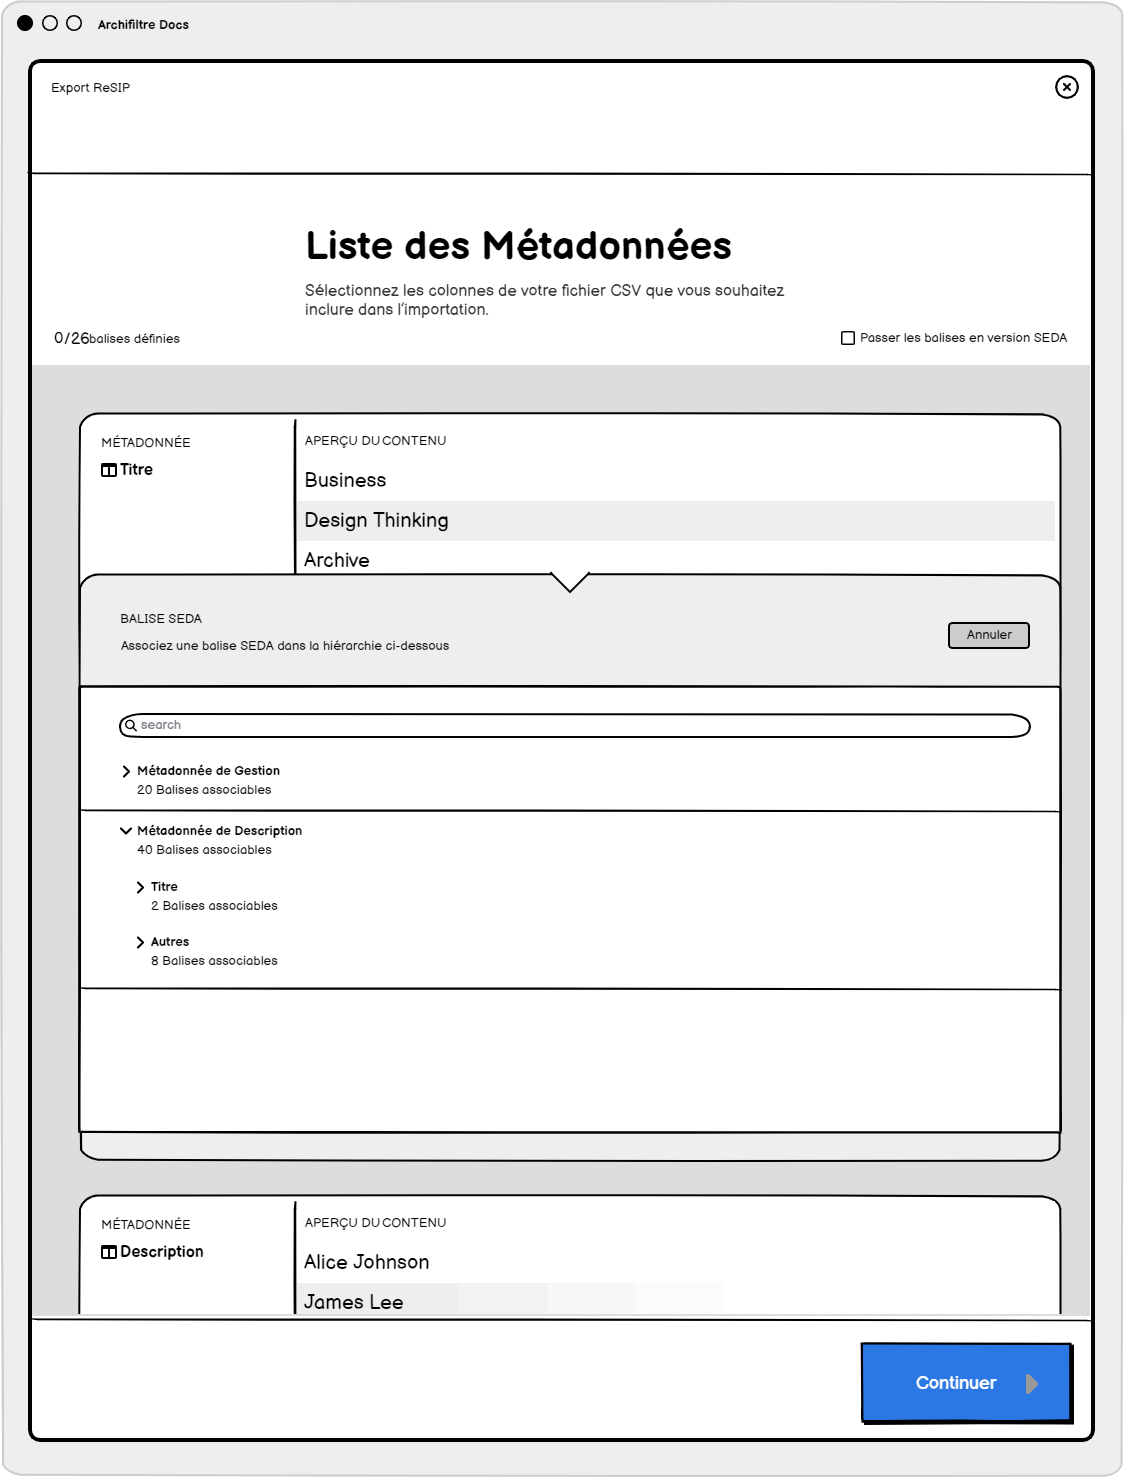 Archifiltre Docs
Export ReSIP
Liste des Métadonnées
Sélectionnez les colonnes de votre fichier CSV que vous souhaitez
inclure dans l'importation.
0/26balises définies
Passer les balises en version SEDA
MÉTADONNÉE
Titre
APERÇU DU CONTENU
Business
Design Thinking
Archive
BALISE SEDA
Associez une balise SEDA dans la hiérarchie ci-dessous
Annuler
search
Métadonnée de Gestion
20 Balises associables
Métadonnée de Description
40 Balises associables
Titre
2 Balises associables
Autres
8 Balises associables
MÉTADONNÉE
Description
APERÇU DU CONTENU
Alice Johnson
James Lee
Continuer